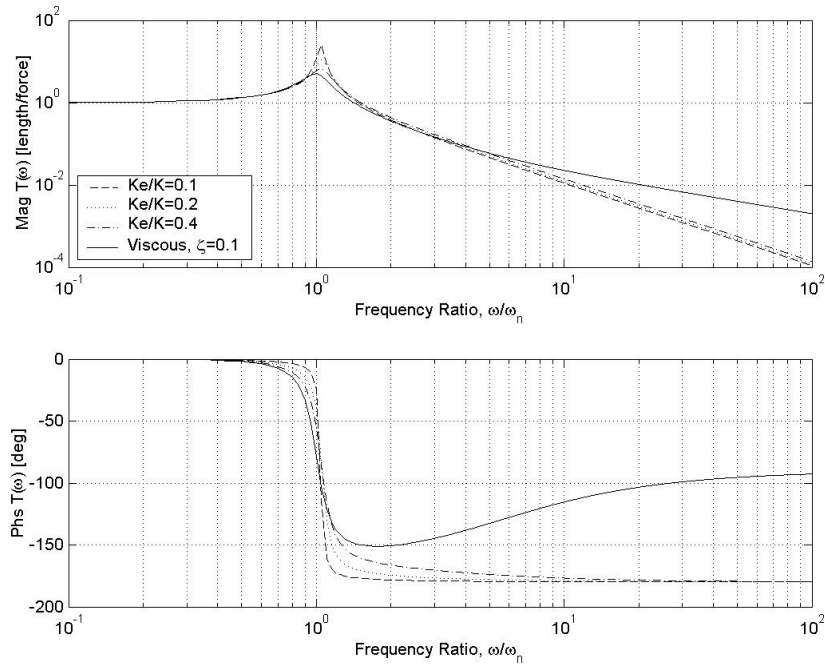 Mag T(ω) [length/force]
10^2
10^0
10^-2
10^-4
Ke/K=0.1
Ke/K=0.2
Ke/K=0.4
Viscous, ζ=0.1
10^-1 10^0 10^1 10^2
Frequency Ratio, ω/ω_n
Phs T(ω) [deg]
0
-50
-100
-150
-200
10^-1 10^0 10^1 10^2
Frequency Ratio, ω/ω_n